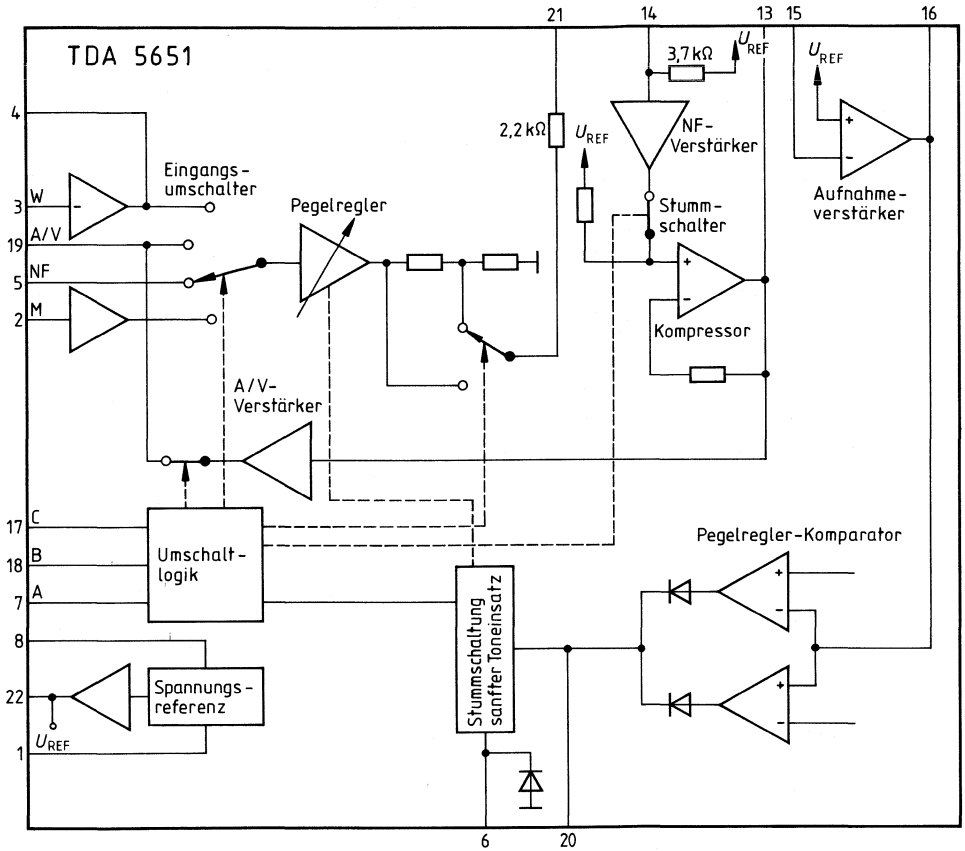 21 14 13 15 16
TDA 5651
3,7 kΩ
U REF
U REF
4
2,2 kΩ
U REF
NF-
Verstärker
+
-
Aufnahme-
verstärker
Eingangs-
umschalter
3 W
-
Pegelregler
Stumm-
schalter
19 A/V
5 NF
2 M
+
-
Kompressor
A/V-
Verstärker
17 C
18 B
7 A
Umschalt-
logik
Pegelregler-Komparator
+
-
+
-
Stummschaltung
sanfter Toneinsatz
8
22
1
U REF
Spannungs-
referenz
6 20